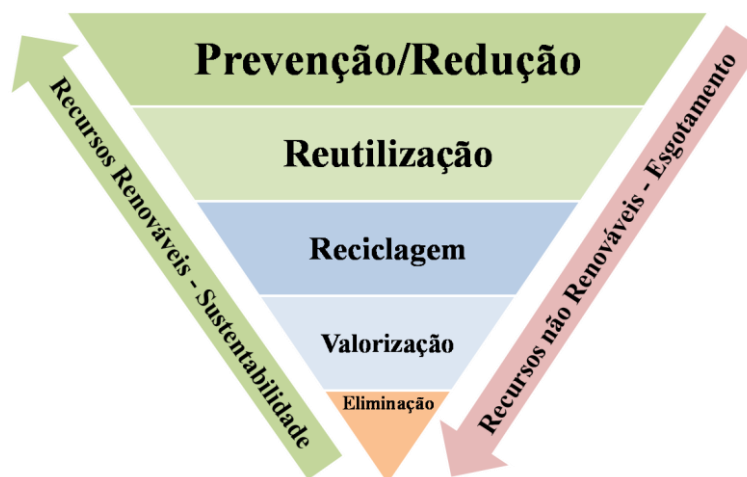 Prevenção/Redução
Reutilização
Reciclagem
Valorização
Eliminação
Recursos Renováveis - Sustentabilidade
Recursos não Renováveis - Esgotamento